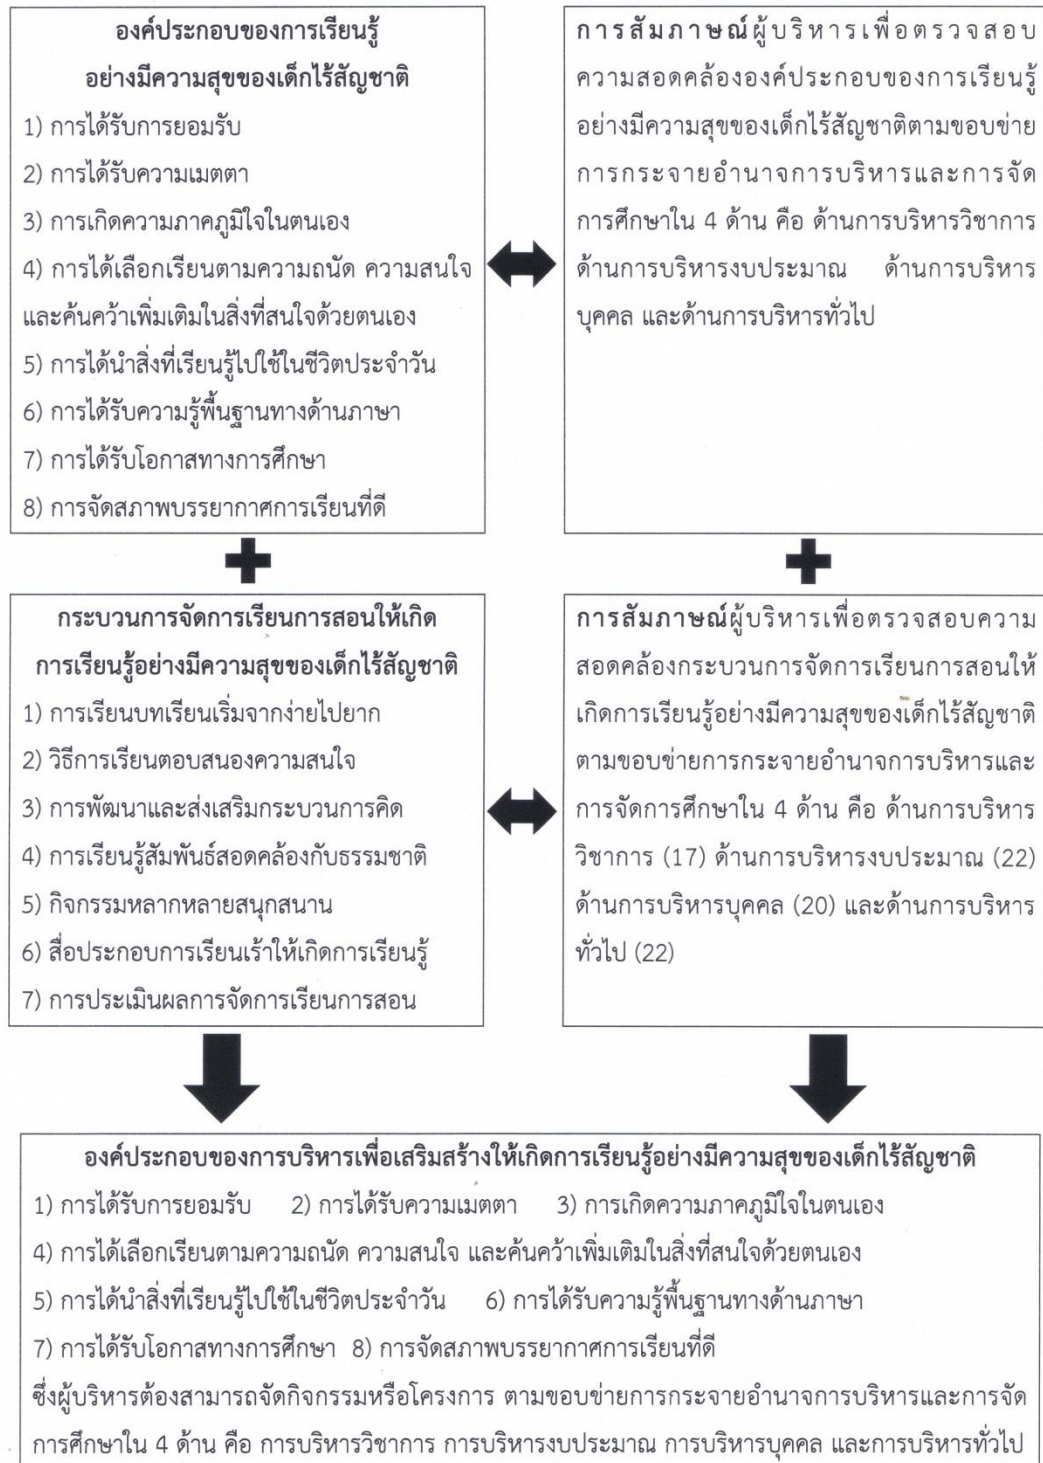 องค์ประกอบของการเรียนรู้
อย่างมีความสุขของเด็กไร้สัญชาติ
1) การได้รับการยอมรับ
2) การได้รับความเมตตา
3) การเกิดความภาคภูมิใจในตนเอง
4) การได้เลือกเรียนตามความถนัด ความสนใจ
และค้นคว้าเพิ่มเติมในสิ่งที่สนใจด้วยตนเอง
5) การได้นำสิ่งที่เรียนรู้ไปใช้ในชีวิตประจำวัน
6) การได้รับความรู้พื้นฐานทางด้านภาษา
7) การได้รับโอกาสทางการศึกษา
8) การจัดสภาพบรรยากาศการเรียนที่ดี
การสัมภาษณ์ผู้บริหารเพื่อตรวจสอบ
ความสอดคล้ององค์ประกอบของการเรียนรู้
อย่างมีความสุขของเด็กไร้สัญชาติตามขอบข่าย
การกระจายอำนาจการบริหารและการจัด
การศึกษาใน 4 ด้าน คือ ด้านการบริหารวิชาการ
ด้านการบริหารงบประมาณ ด้านการบริหาร
บุคคล และด้านการบริหารทั่วไป
กระบวนการจัดการเรียนการสอนให้เกิด
การเรียนรู้อย่างมีความสุขของเด็กไร้สัญชาติ
1) การเรียนบทเรียนเริ่มจากง่ายไปยาก
2) วิธีการเรียนตอบสนองความสนใจ
3) การพัฒนาและส่งเสริมกระบวนการคิด
4) การเรียนรู้สัมพันธ์สอดคล้องกับธรรมชาติ
5) กิจกรรมหลากหลายสนุกสนาน
6) สื่อประกอบการเรียนเร้าให้เกิดการเรียนรู้
7) การประเมินผลการจัดการเรียนการสอน
การสัมภาษณ์ผู้บริหารเพื่อตรวจสอบความ
สอดคล้องกระบวนการจัดการเรียนการสอนให้
เกิดการเรียนรู้อย่างมีความสุขของเด็กไร้สัญชาติ
ตามขอบข่ายการกระจายอำนาจการบริหารและ
การจัดการศึกษาใน 4 ด้าน คือ ด้านการบริหาร
วิชาการ (17) ด้านการบริหารงบประมาณ (22)
ด้านการบริหารบุคคล (20) และด้านการบริหาร
ทั่วไป (22)
องค์ประกอบของการบริหารเพื่อเสริมสร้างให้เกิดการเรียนรู้อย่างมีความสุขของเด็กไร้สัญชาติ
1) การได้รับการยอมรับ 2) การได้รับความเมตตา 3) การเกิดความภาคภูมิใจในตนเอง
4) การได้เลือกเรียนตามความถนัด ความสนใจ และค้นคว้าเพิ่มเติมในสิ่งที่สนใจด้วยตนเอง
5) การได้นำสิ่งที่เรียนรู้ไปใช้ในชีวิตประจำวัน 6) การได้รับความรู้พื้นฐานทางด้านภาษา
7) การได้รับโอกาสทางการศึกษา 8) การจัดสภาพบรรยากาศการเรียนที่ดี
ซึ่งผู้บริหารต้องสามารถจัดกิจกรรมหรือโครงการ ตามขอบข่ายการกระจายอำนาจการบริหารและการจัด
การศึกษาใน 4 ด้าน คือ การบริหารวิชาการ การบริหารงบประมาณ การบริหารบุคคล และการบริหารทั่วไป